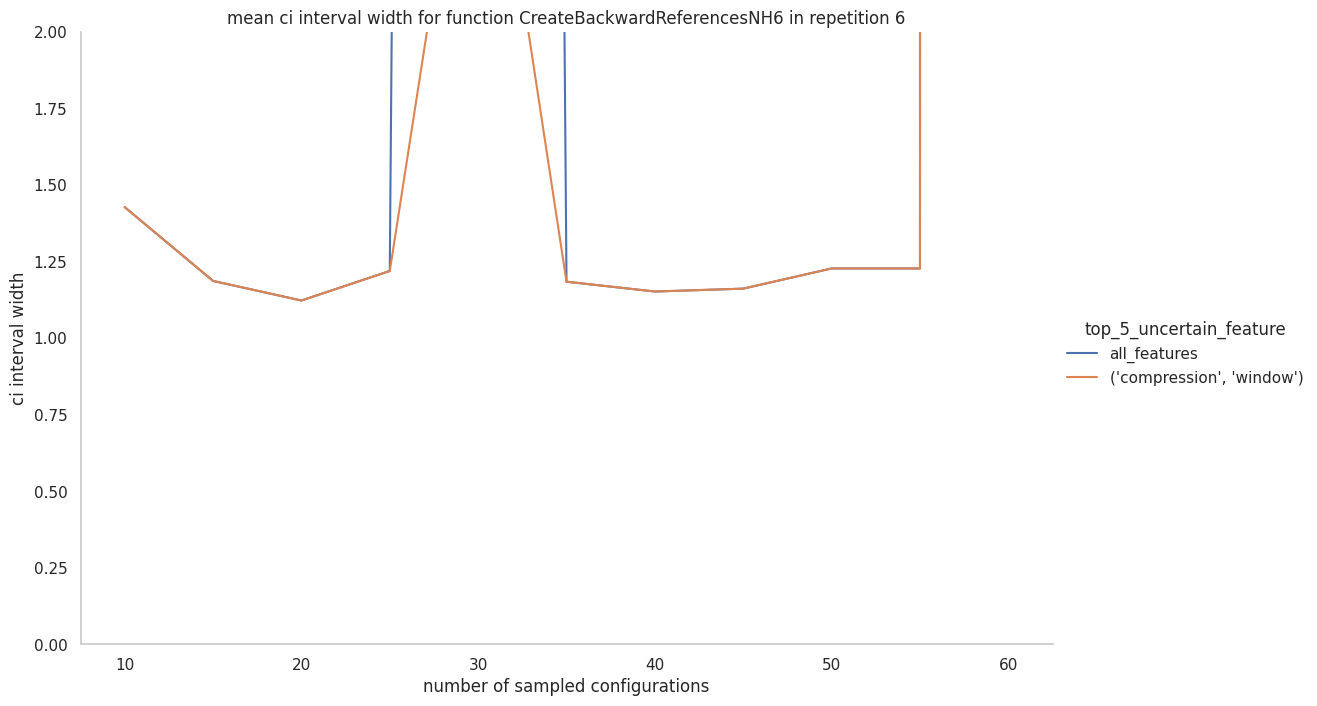 mean ci interval width for function CreateBackwardReferencesNH6 in repetition 6
2.00
1.75
1.50
1.25
1.00
0.75
0.50
0.25
0.00
ci interval width
10 20 30 40 50 60
number of sampled configurations
top_5_uncertain_feature
all_features
('compression', 'window')